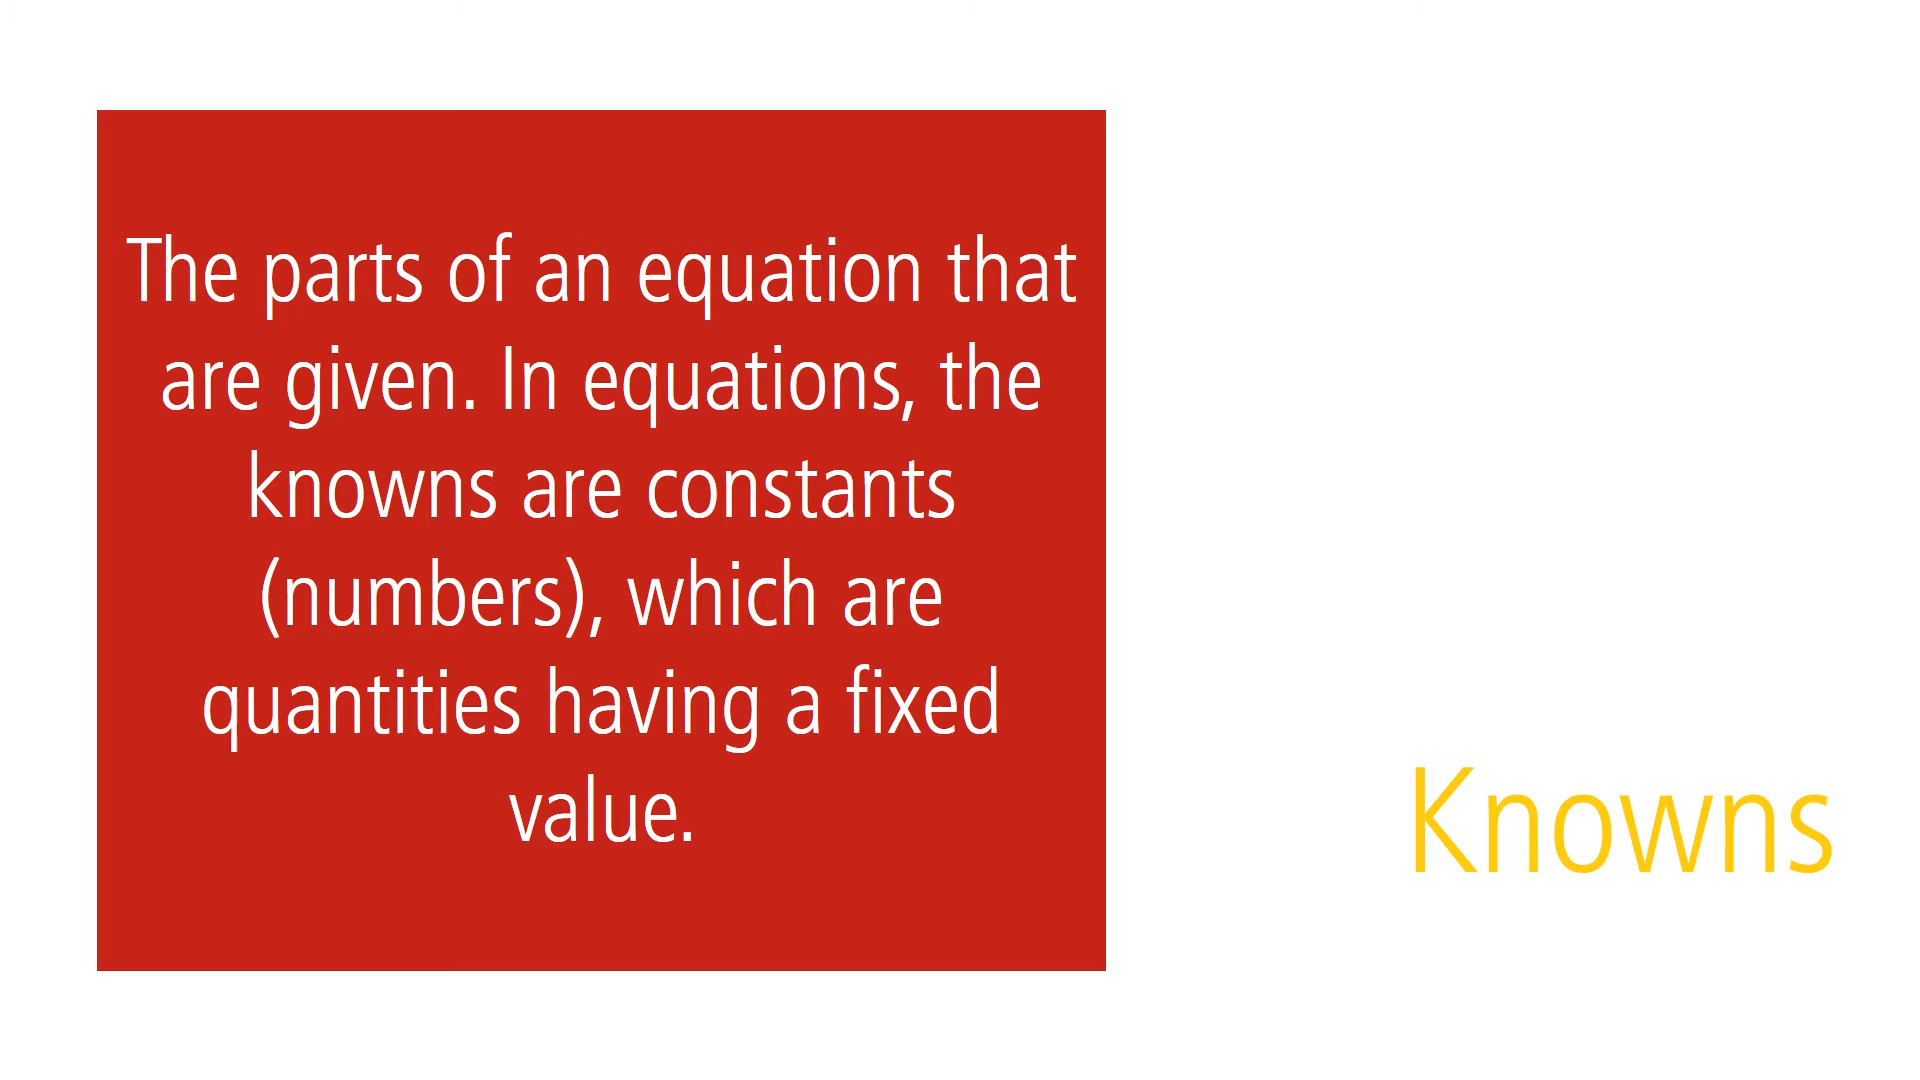 The parts of an equation that
are given. In equations, the
knowns are constants
(numbers), which are
quantities having a fixed
value.
Knowns